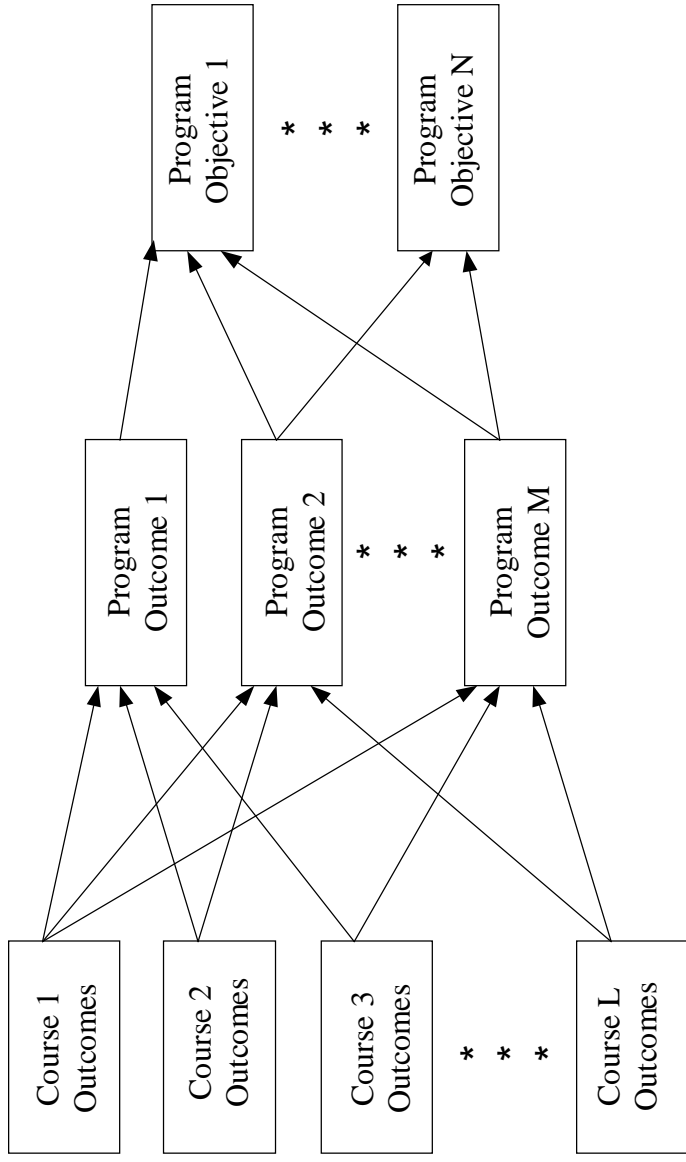 Course 1
Outcomes
Course 2
Outcomes
Course 3
Outcomes
* * *
Course L
Outcomes
Program
Outcome 1
Program
Outcome 2
* * *
Program
Outcome M
Program
Objective 1
* * *
Program
Objective N